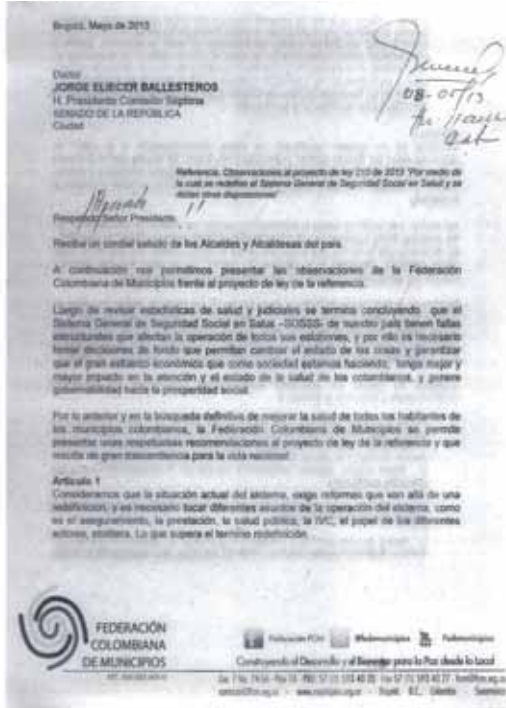 Bogotá, Mayo de 2013
08-05/13
Doctor
JORGE ELIECER BALLESTEROS
H. Presidente Comisión Séptima
SENADO DE LA REPÚBLICA
Ciudad
Referencia: Observaciones al proyecto de ley 210 de 2013 "Por medio de
la cual se redefine el Sistema General de Seguridad Social en Salud y se
dictan otras disposiciones"
Respetado Señor Presidente
Reciba un cordial saludo de los Alcaldes y Alcaldesas del país.
A continuación nos permitimos presentar las observaciones de la Federación
Colombiana de Municipios frente al proyecto de ley de la referencia.
Luego de revisar estadísticas de salud y judiciales se termina concluyendo que el
Sistema General de Seguridad Social en Salud –SGSSS- de nuestro país tienen fallas
estructurales que afectan la operación de todos sus eslabones, y por ello es necesario
tomar decisiones de fondo que permitan cambiar el estado de las cosas y garantizar
que el gran esfuerzo económico que como sociedad estamos haciendo, tenga mejor y
mayor impacto en la atención y el estado de la salud de los colombianos, y genere
gobernabilidad hacia la prosperidad social.
Por lo anterior y en la búsqueda definitiva de mejorar la salud de todos los habitantes de
los municipios colombianos, la Federación Colombiana de Municipios se permite
presentar unas respetuosas recomendaciones al proyecto de ley de la referencia y que
resulta de gran trascendencia para la vida nacional.
Artículo 1
Consideramos que la situación actual del sistema, exige reformas que van allá de una
redefinición, y es necesario tocar diferentes asuntos de la operación del sistema, como
es el aseguramiento, la prestación, la salud pública, la IVC, el papel de los diferentes
actores, etcétera. Lo que supera el termino redefinición.
FEDERACIÓN
COLOMBIANA
DE MUNICIPIOS
Federación FCM
Construyendo el Desarrollo y el Bienestar para la Paz desde lo Local